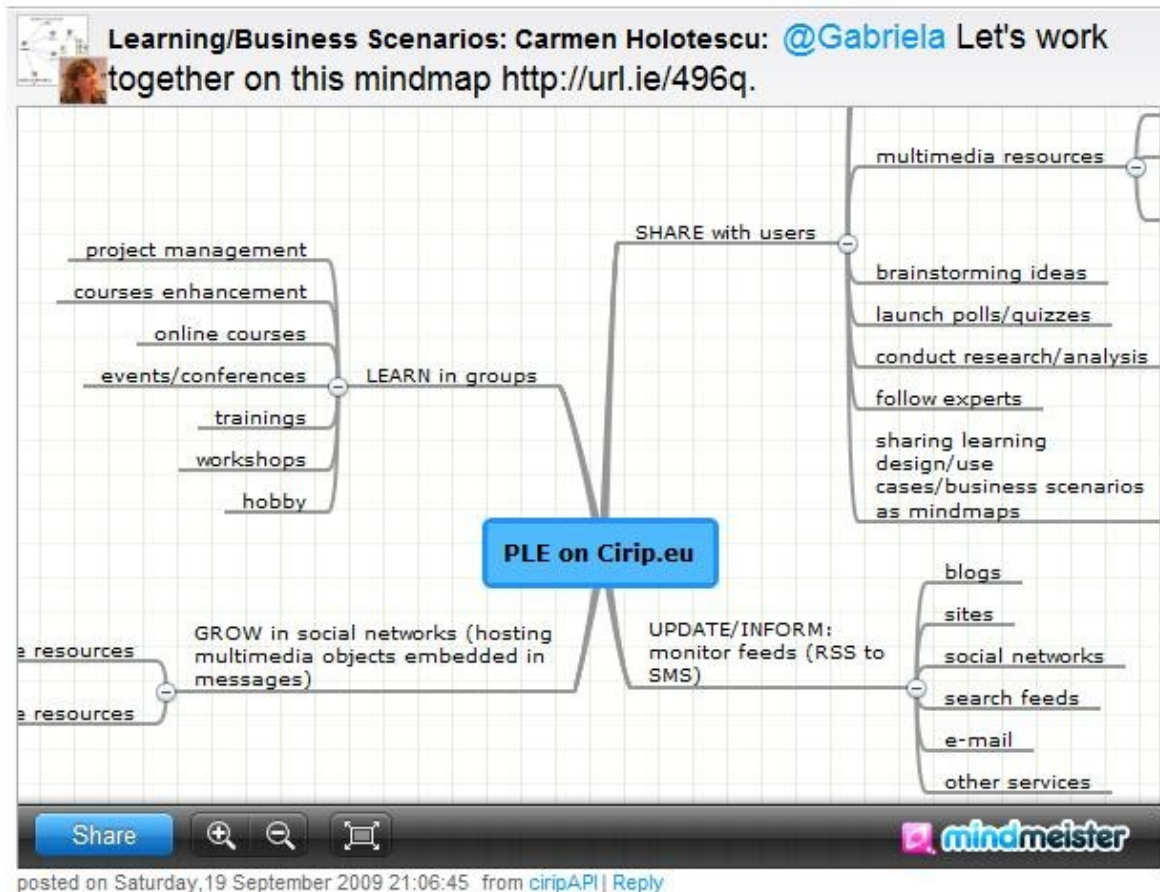 Learning/Business Scenarios: Carmen Holotescu: @Gabriela Let's work
together on this mindmap http://url.ie/496q.
project management
courses enhancement
online courses
events/conferences
trainings
workshops
hobby
LEARN in groups
SHARE with users
multimedia resources
brainstorming ideas
launch polls/quizzes
conduct research/analysis
follow experts
sharing learning
design/use
cases/business scenarios
as mindmaps
PLE on Cirip.eu
GROW in social networks (hosting
multimedia objects embedded in
messages)
e resources
e resources
UPDATE/INFORM:
monitor feeds (RSS to
SMS)
blogs
sites
social networks
search feeds
e-mail
other services
Share
mindmeister
posted on Saturday,19 September 2009 21:06:45 from ciripAPI | Reply